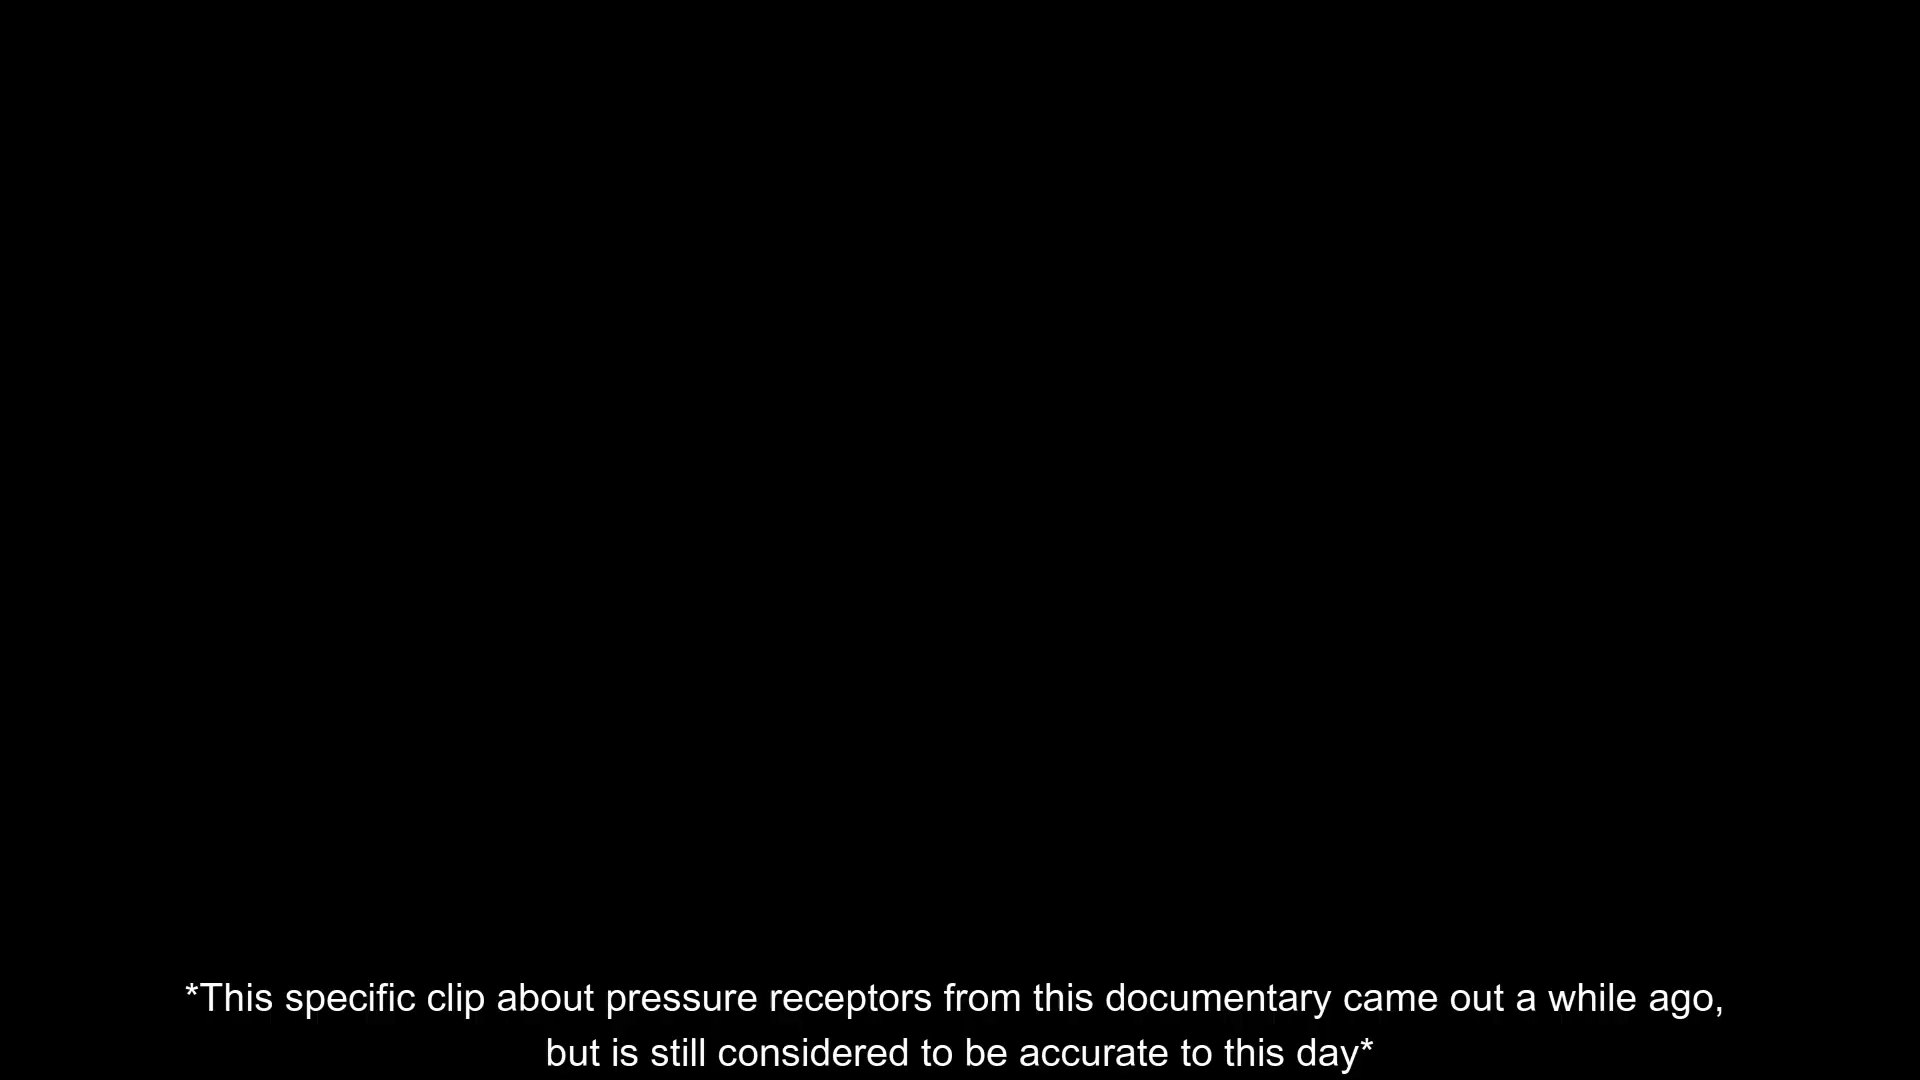 *This specific clip about pressure receptors from this documentary came out a while ago,
but is still considered to be accurate to this day*